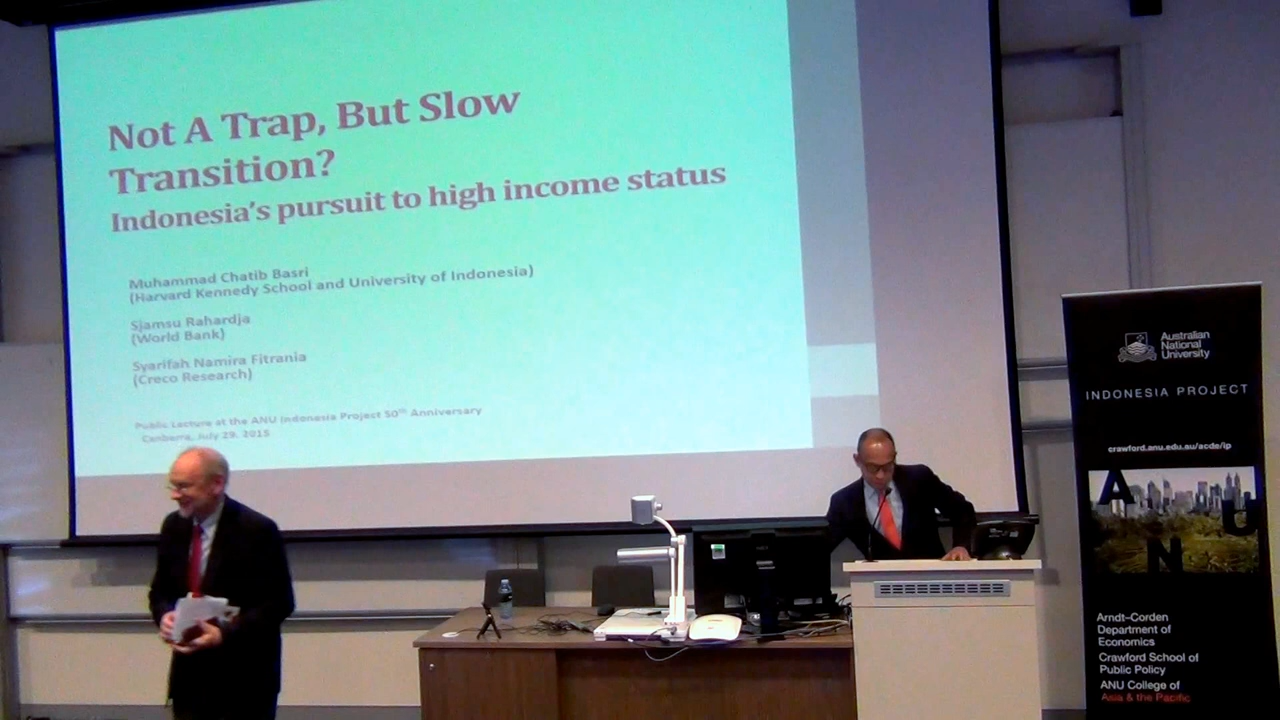 Not A Trap, But Slow
Transition?
Indonesia's pursuit to high income status
Muhammad Chatib Basri
(Harvard Kennedy School and University of Indonesia)
Sjamsu Rahardja
(World Bank)
Syarifah Namira Fitrania
(Creco Research)
Public Lecture at the ANU Indonesia Project 50th Anniversary
Canberra, July 29. 2015
Australian
National
University
INDONESIA PROJECT
crawford.anu.edu.au/acde/ip
A
N
U
Arndt–Corden
Department of
Economics
Crawford School of
Public Policy
ANU College of
Asia & the Pacific